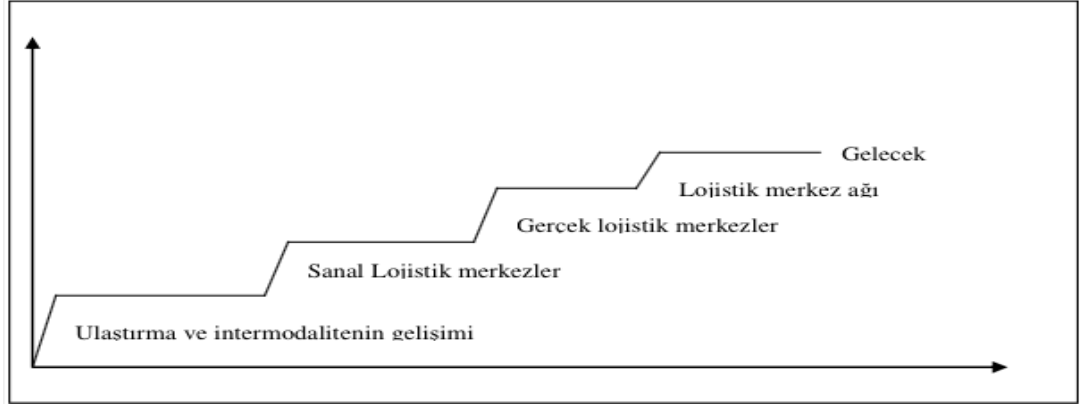 Gelecek
Lojistik merkez ağı
Gerçek lojistik merkezler
Sanal Lojistik merkezler
Ulaştırma ve intermodalitenin gelişimi